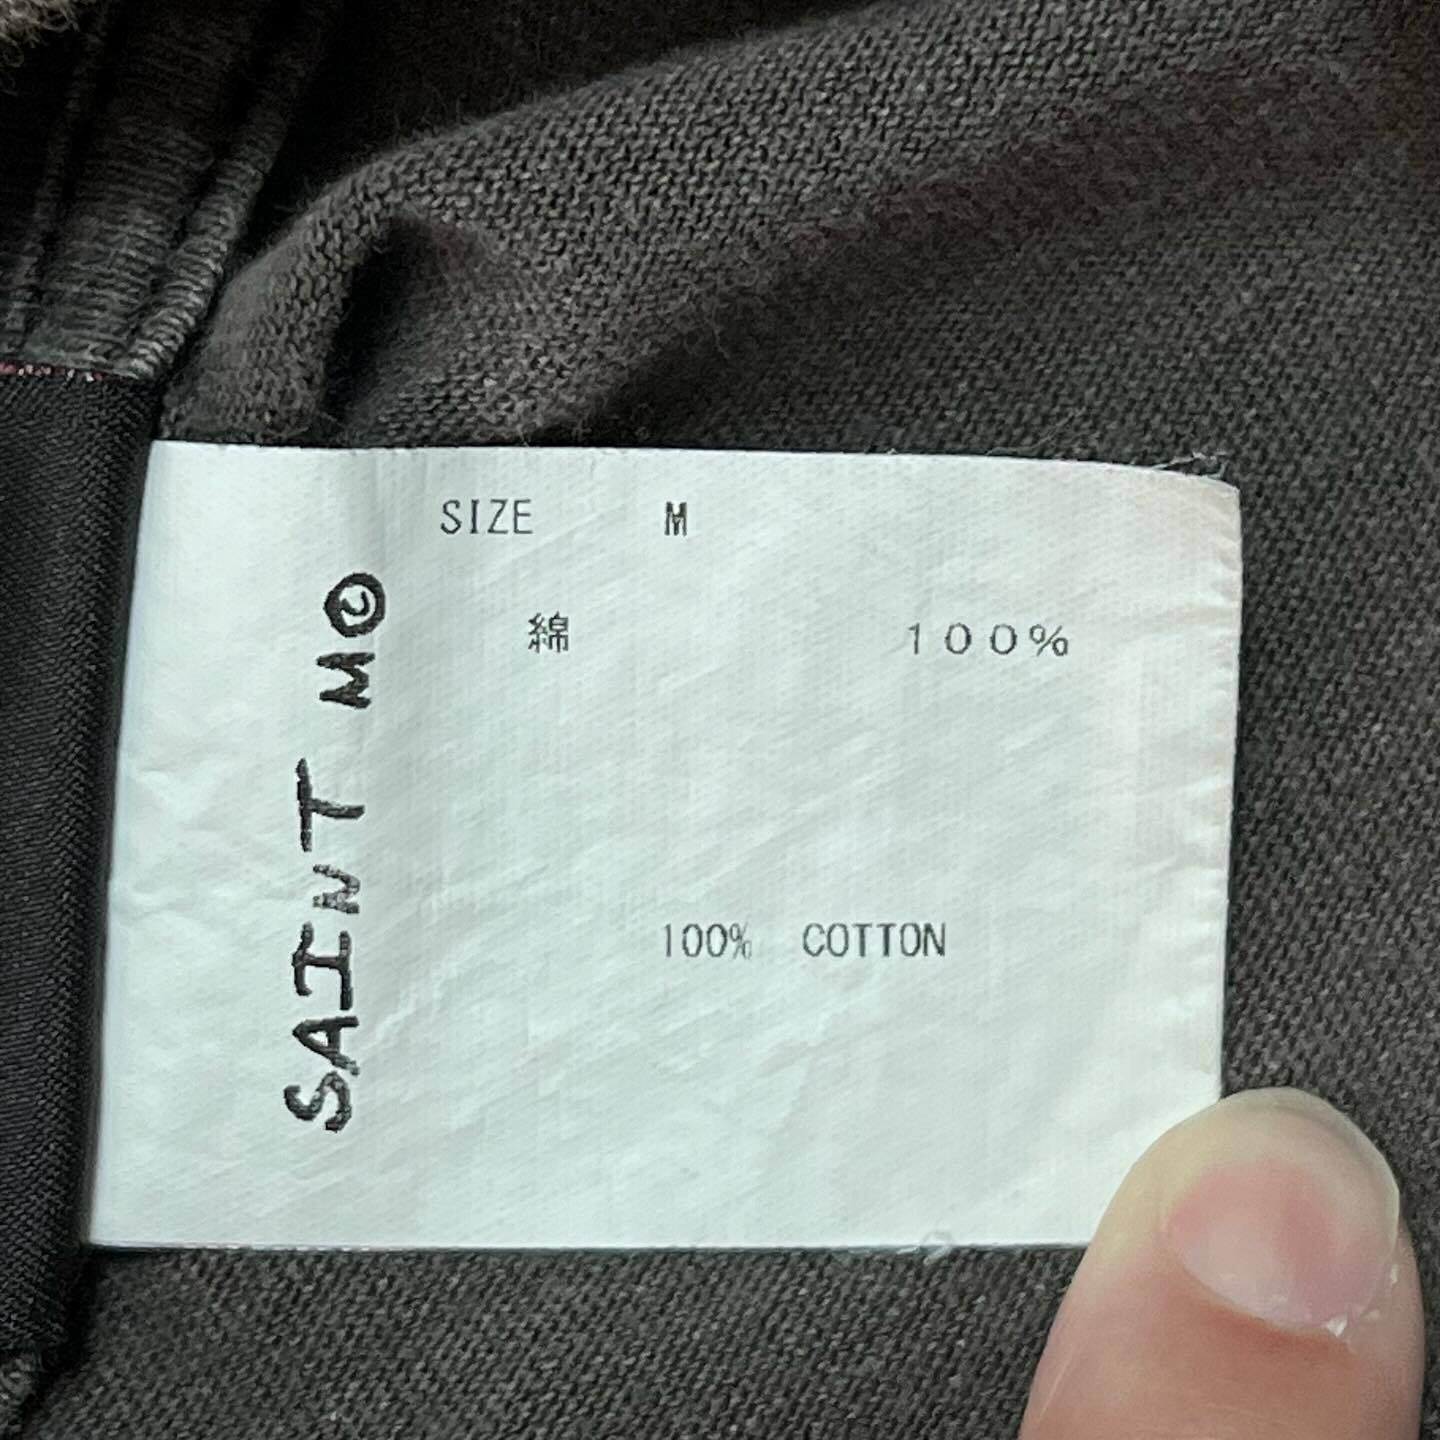 SIZE M
綿 100%
100% COTTON
SAINT M